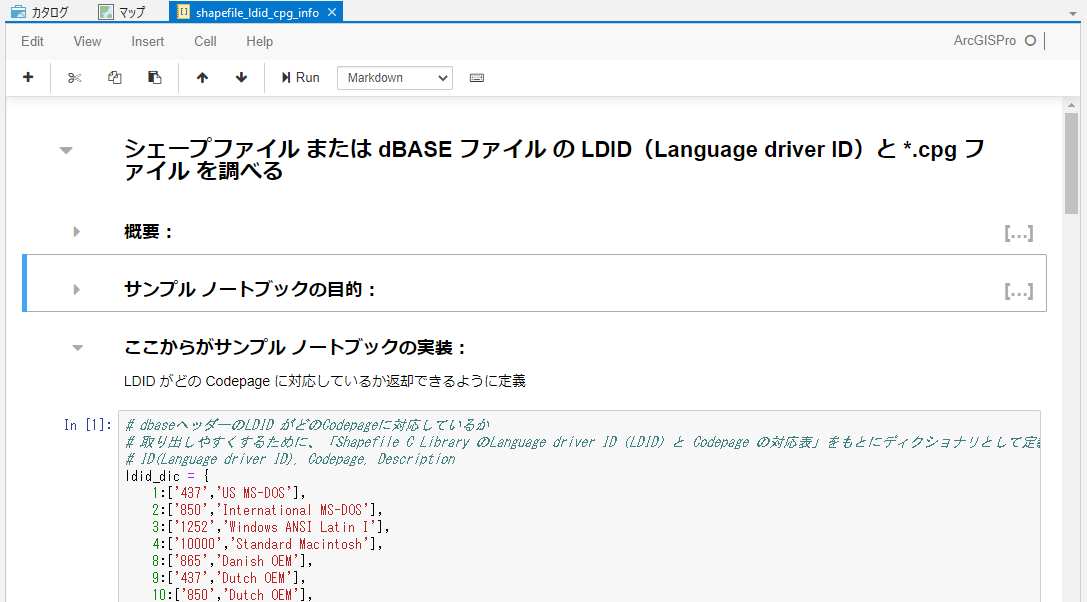 カタログ マップ shapefile_ldid_cpg_info
Edit View Insert Cell Help ArcGISPro
Run Markdown
シェープファイル または dBASE ファイル の LDID（Language driver ID）と *.cpg フ
ァイル を調べる
概要：
[...]
サンプル ノートブックの目的：
[...]
ここからがサンプル ノートブックの実装：
LDID がどの Codepage に対応しているか返却できるように定義
In [1]:
# dbaseヘッダーのLDID がどのCodepageに対応しているか
# 取り出しやすくするために、「Shapefile C Library のLanguage driver ID (LDID) と Codepage の対応表」をもとにディクショナリとして定
# ID(Language driver ID), Codepage, Description
ldid_dic = {
1:['437','US MS-DOS'],
2:['850','International MS-DOS'],
3:['1252','Windows ANSI Latin I'],
4:['10000','Standard Macintosh'],
8:['865','Danish OEM'],
9:['437','Dutch OEM'],
10:['850','Dutch OEM'],